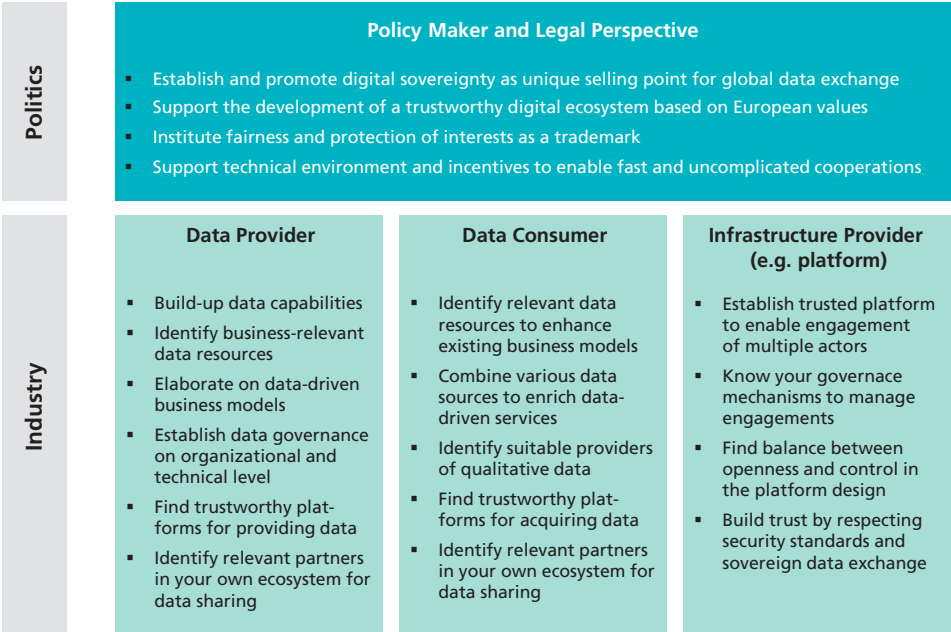 Politics
Policy Maker and Legal Perspective
▪ Establish and promote digital sovereignty as unique selling point for global data exchange
▪ Support the development of a trustworthy digital ecosystem based on European values
▪ Institute fairness and protection of interests as a trademark
▪ Support technical environment and incentives to enable fast and uncomplicated cooperations
Industry
Data Provider
▪ Build-up data capabilities
▪ Identify business-relevant
data resources
▪ Elaborate on data-driven
business models
▪ Establish data governance
on organizational and
technical level
▪ Find trustworthy plat-
forms for providing data
▪ Identify relevant partners
in your own ecosystem for
data sharing
Data Consumer
▪ Identify relevant data
resources to enhance
existing business models
▪ Combine various data
sources to enrich data-
driven services
▪ Identify suitable providers
of qualitative data
▪ Find trustworthy plat-
forms for acquiring data
▪ Identify relevant partners
in your own ecosystem for
data sharing
Infrastructure Provider
(e.g. platform)
▪ Establish trusted platform
to enable engagement
of multiple actors
▪ Know your governace
mechanisms to manage
engagements
▪ Find balance between
openness and control in
the platform design
▪ Build trust by respecting
security standards and
sovereign data exchange